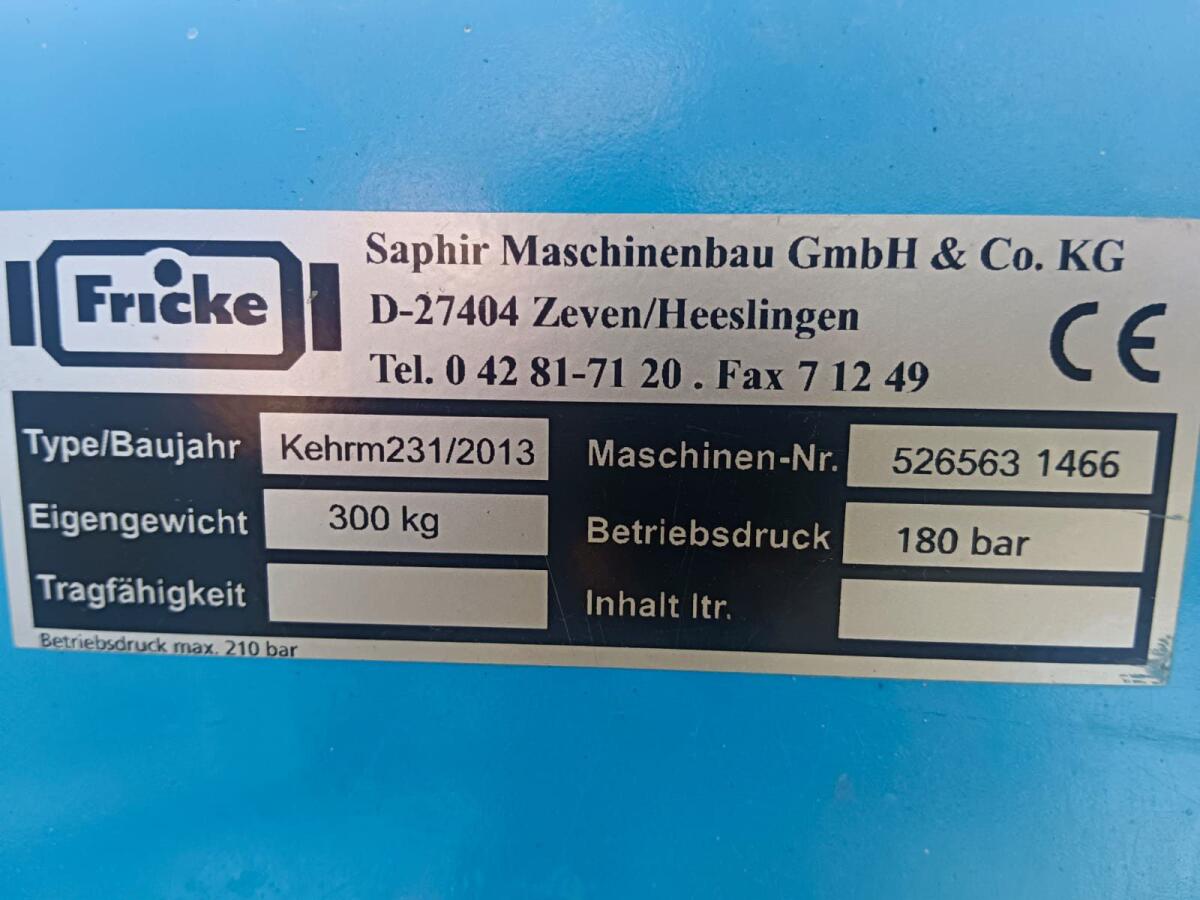 Fricke
Saphir Maschinenbau GmbH & Co. KG
D-27404 Zeven/Heeslingen
Tel. 0 42 81-71 20 . Fax 7 12 49
CE
Type/Baujahr Kehrm231/2013 Maschinen-Nr. 526563 1466
Eigengewicht 300 kg Betriebsdruck 180 bar
Tragfähigkeit Inhalt ltr.
Betriebsdruck max. 210 bar